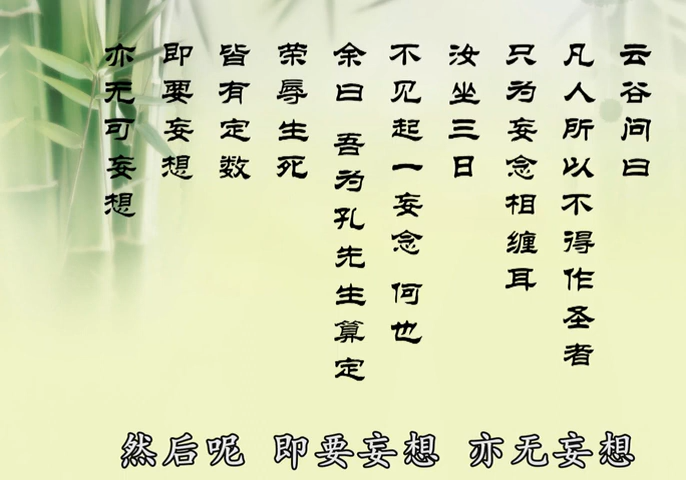 云谷问曰
凡人所以不得作圣者
只为妄念相缠耳
汝坐三日
不见起一妄念 何也
余曰 吾为孔先生算定
荣辱生死
皆有定数
即要妄想
亦无可妄想
然后呢 即要妄想 亦无妄想